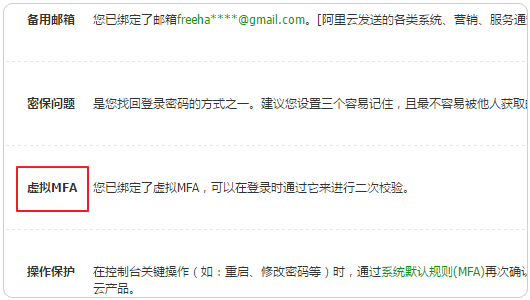 备用邮箱 您已绑定了邮箱freeha****@gmail.com。[阿里云发送的各类系统、营销、服务通
密保问题 是您找回登录密码的方式之一。建议您设置三个容易记住，且最不容易被他人获取的
虚拟MFA 您已绑定了虚拟MFA，可以在登录时通过它来进行二次校验。
操作保护 在控制台关键操作（如：重启、修改密码等）时，通过系统默认规则(MFA)再次确认
云产品。